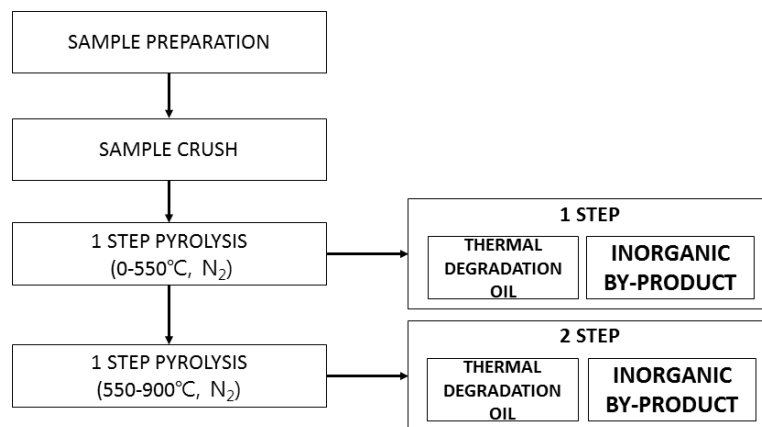 SAMPLE PREPARATION
SAMPLE CRUSH
1 STEP PYROLYSIS
(0-550℃, N₂)
1 STEP
THERMAL
DEGRADATION
OIL
INORGANIC
BY-PRODUCT
1 STEP PYROLYSIS
(550-900℃, N₂)
2 STEP
THERMAL
DEGRADATION
OIL
INORGANIC
BY-PRODUCT